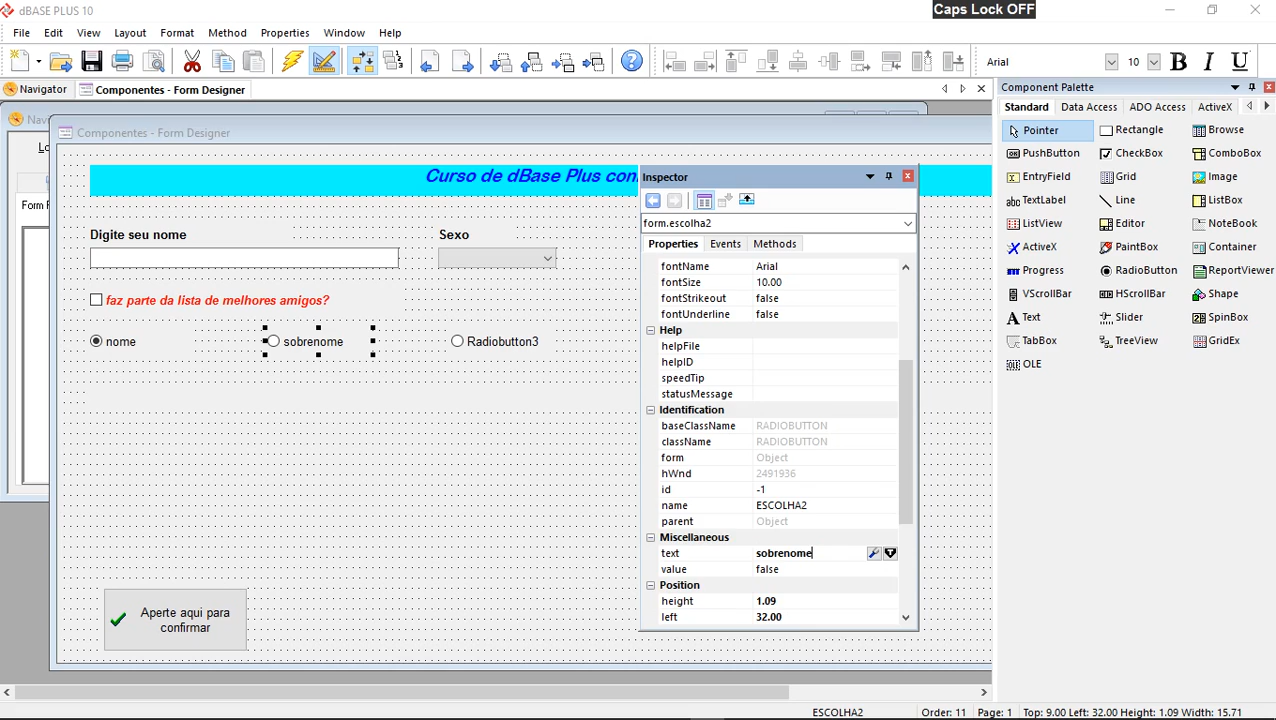 dBASE PLUS 10
Caps Lock OFF
File Edit View Layout Format Method Properties Window Help
Arial 10 B I U
Navigator Componentes - Form Designer
Component Palette
Standard Data Access ADO Access ActiveX
Pointer Rectangle Browse
PushButton CheckBox ComboBox
EntryField Grid Image
TextLabel Line ListBox
ListView Editor NoteBook
ActiveX PaintBox Container
Progress RadioButton ReportViewer
VScrollBar HScrollBar Shape
Text Slider SpinBox
TabBox TreeView GridEx
OLE
Componentes - Form Designer
Curso de dBase Plus
Digite seu nome
Sexo
faz parte da lista de melhores amigos?
nome sobrenome Radiobutton3
Aperte aqui para
confirmar
Inspector
form.escolha2
Properties Events Methods
fontName Arial
fontSize 10.00
fontStrikeout false
fontUnderline false
Help
helpFile
helpID
speedTip
statusMessage
Identification
baseClassName RADIOBUTTON
className RADIOBUTTON
form Object
hWnd 2491936
id -1
name ESCOLHA2
parent Object
Miscellaneous
text sobrenome
value false
Position
height 1.09
left 32.00
ESCOLHA2 Order: 11 Page: 1 Top: 9.00 Left: 32.00 Height: 1.09 Width: 15.71